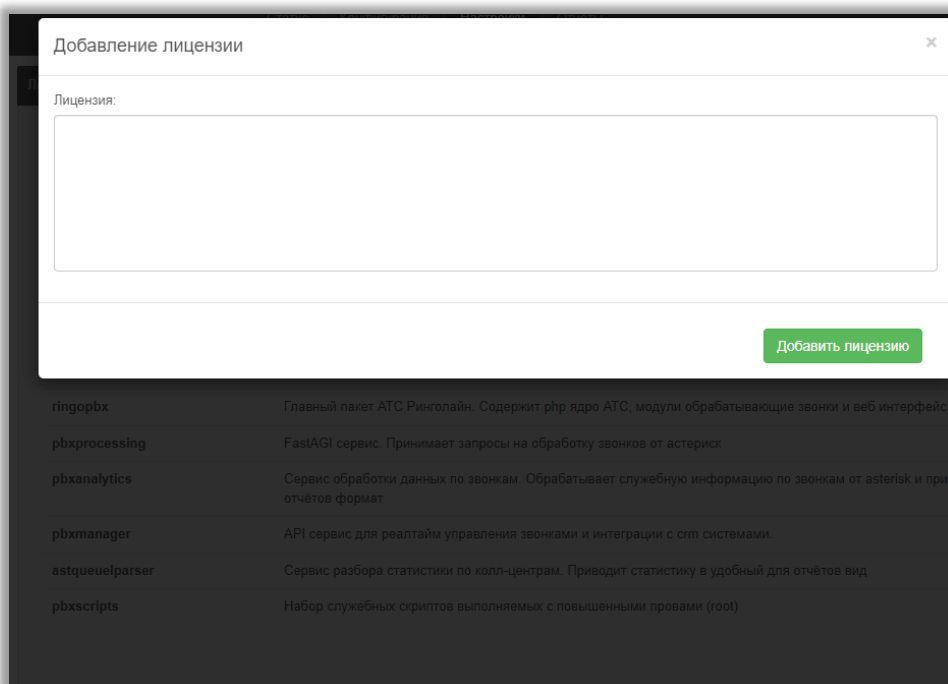 Статус Конфигурация Настройки Отчёты
Добавление лицензии ×
Лицензия:
Добавить лицензию
ringopbx Главный пакет АТС Ринголайн. Содержит php ядро АТС, модули обрабатывающие звонки и веб интерфейс
pbxprocessing FastAGI сервис. Принимает запросы на обработку звонков от астериск
pbxanalytics Сервис обработки данных по звонкам. Обрабатывает служебную информацию по звонкам от asterisk и при
отчётов формат
pbxmanager API сервис для реалтайм управления звонками и интеграции с crm системами.
astqueuelparser Сервис разбора статистики по колл-центрам. Приводит статистику в удобный для отчётов вид
pbxscripts Набор служебных скриптов выполняемых с повышенными провами (root)